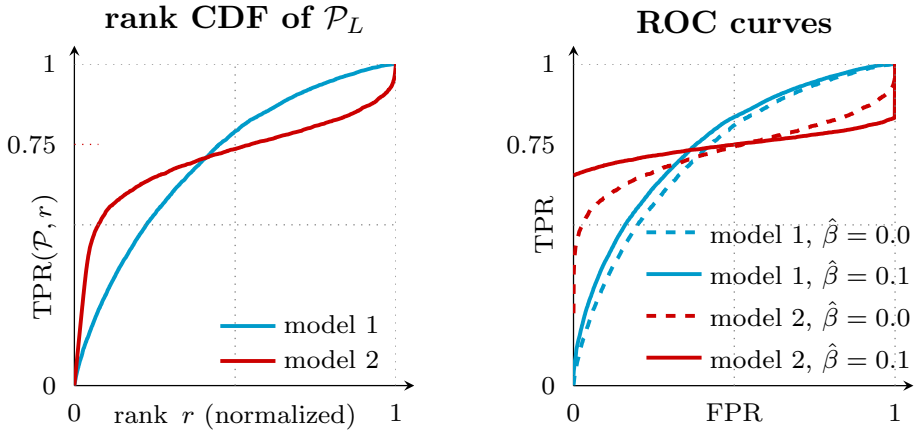 rank CDF of 𝒫_L
1
0.75
0
TPR(𝒫, r)
model 1
model 2
0
1
rank r (normalized)
ROC curves
1
0.75
0
TPR
model 1, β̂ = 0.0
model 1, β̂ = 0.1
model 2, β̂ = 0.0
model 2, β̂ = 0.1
0
1
FPR